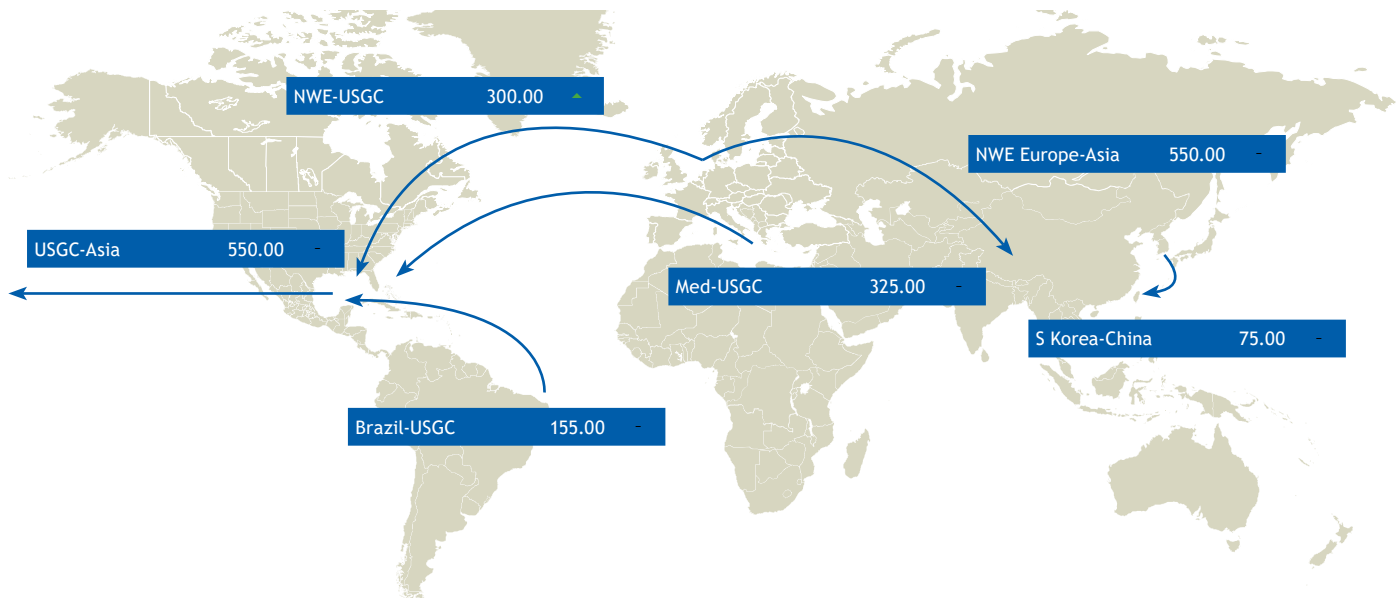 NWE-USGC 300.00 ▲
NWE Europe-Asia 550.00 -
USGC-Asia 550.00 -
Med-USGC 325.00 -
S Korea-China 75.00 -
Brazil-USGC 155.00 -